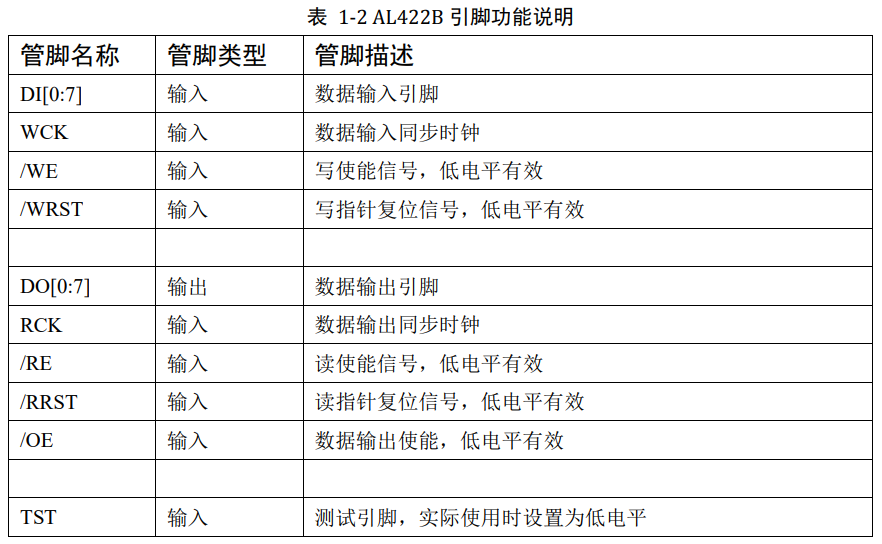 表 1-2 AL422B 引脚功能说明
管脚名称 管脚类型 管脚描述
DI[0:7] 输入 数据输入引脚
WCK 输入 数据输入同步时钟
/WE 输入 写使能信号，低电平有效
/WRST 输入 写指针复位信号，低电平有效
DO[0:7] 输出 数据输出引脚
RCK 输入 数据输出同步时钟
/RE 输入 读使能信号，低电平有效
/RRST 输入 读指针复位信号，低电平有效
/OE 输入 数据输出使能，低电平有效
TST 输入 测试引脚，实际使用时设置为低电平